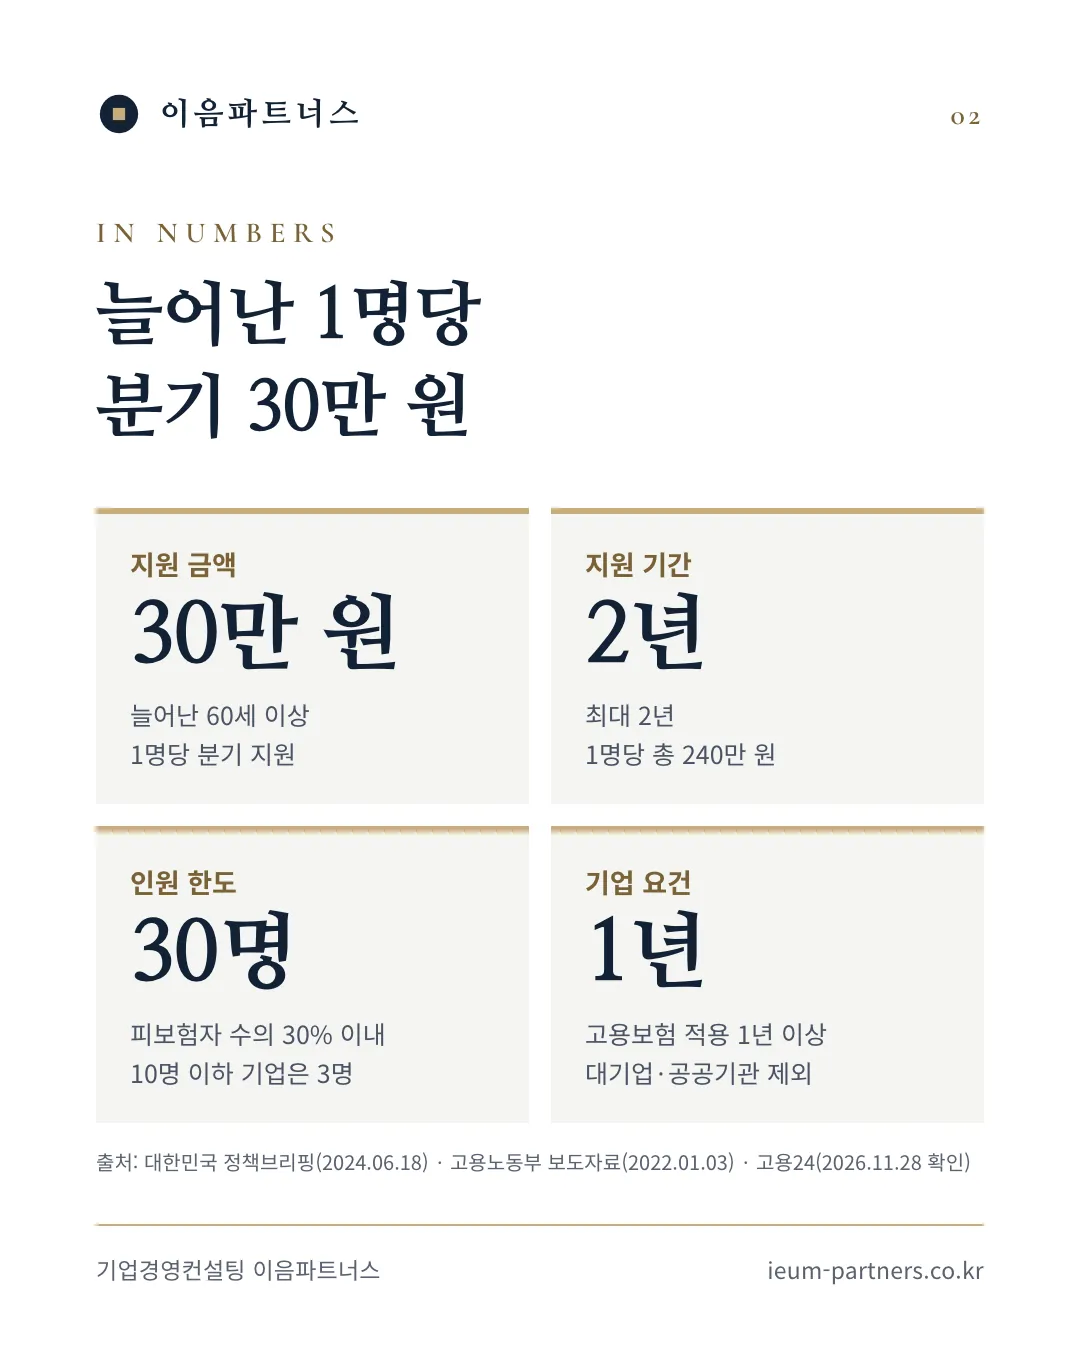 이음파트너스
02
IN NUMBERS
늘어난 1명당
분기 30만 원
지원 금액
30만 원
늘어난 60세 이상
1명당 분기 지원
지원 기간
2년
최대 2년
1명당 총 240만 원
인원 한도
30명
피보험자 수의 30% 이내
10명 이하 기업은 3명
기업 요건
1년
고용보험 적용 1년 이상
대기업·공공기관 제외
출처: 대한민국 정책브리핑(2024.06.18) · 고용노동부 보도자료(2022.01.03) · 고용24(2026.11.28 확인)
기업경영컨설팅 이음파트너스
ieum-partners.co.kr